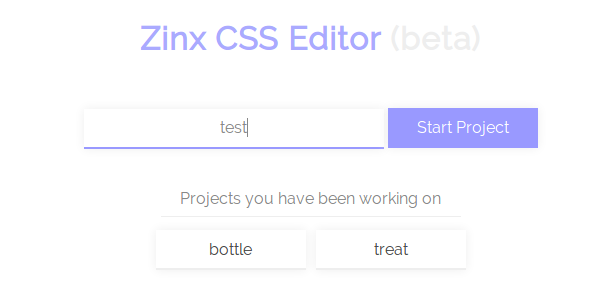 Zinx CSS Editor (beta)
test
Start Project
Projects you have been working on
bottle
treat